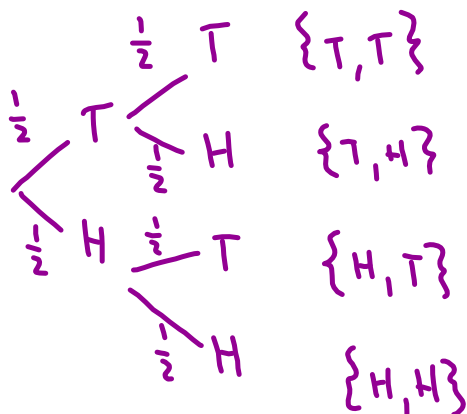 1/2 T {T,T}
1/2 T
1/2 H {T,H}
1/2 H 1/2 T {H,T}
1/2 H {H,H}